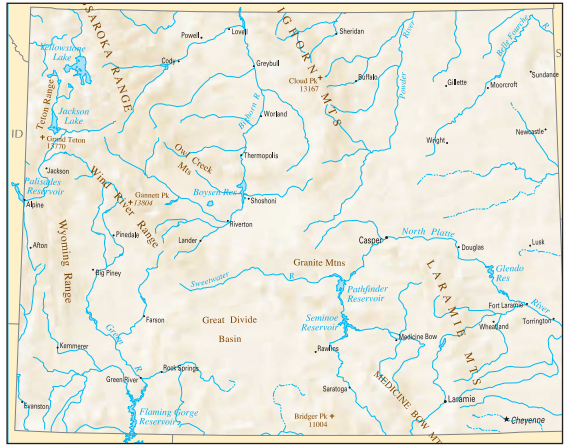 ABSAROKA RANGE
BIGHORN MTS
Sheridan
River
Powder
Belle Fourche
R
Powell
Lovell
Yellowstone
Lake
Cody
Greybull
Cloud Pk
13167
Buffalo
Gillette
Moorcroft
Sundance
S
Teton Range
Jackson
Lake
Bighorn R
Worland
ID
Grand Teton
13770
Owl Creek
Mts
Thermopolis
Wright
Newcastle
Jackson
Palisades
Reservoir
Alpine
Wind River Range
Gannett Pk
13804
Boysen Res
Shoshoni
Riverton
Wyoming Range
Afton
Pinedale
Lander
Casper
North Platte
Douglas
Lusk
Big Piney
Granite Mtns
Sweetwater
R
Pathfinder
Reservoir
LARAMIE MTS
Glendo
Res
Fort Laramie
River
Torrington
Farson
Great Divide
Basin
Seminoe
Reservoir
Wheatland
Green
R
Kemmerer
Medicine Bow
Rawlins
Green River
Rock Springs
Saratoga
MEDICINE BOW MT
Laramie
Evanston
Flaming Gorge
Reservoir
Bridger Pk
11004
Cheyenne